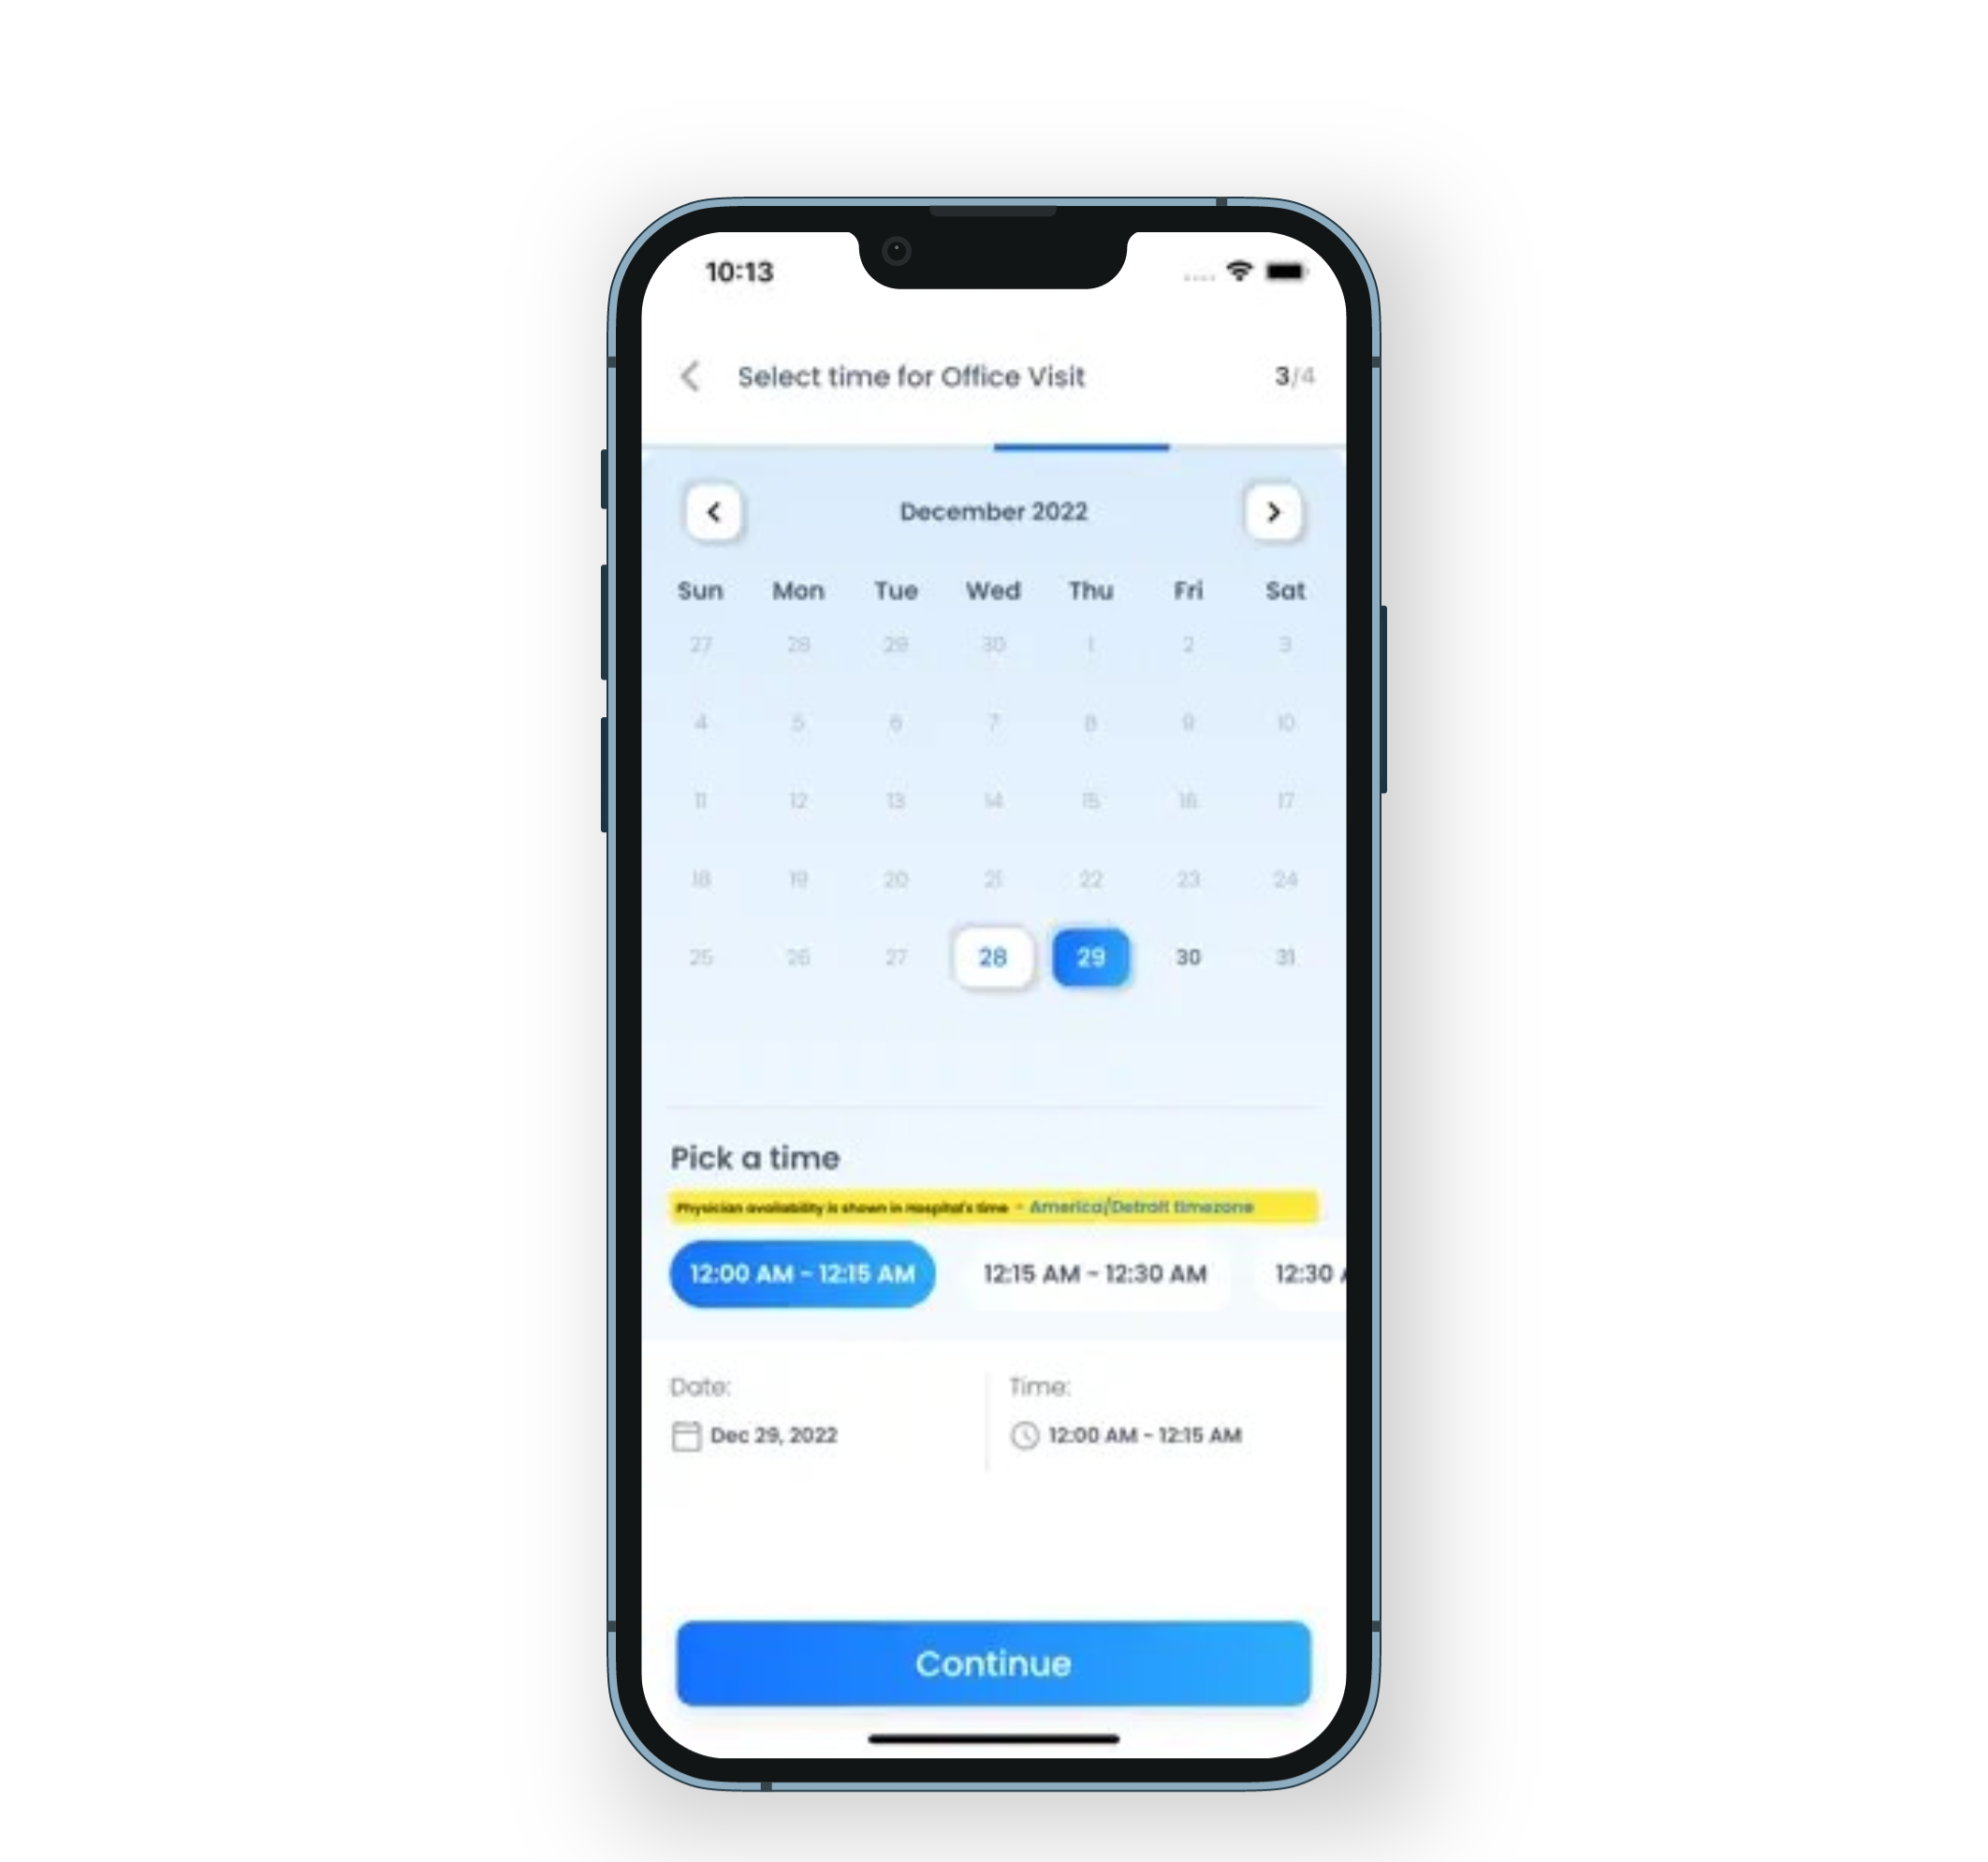 10:13
Select time for Office Visit 3/4
December 2022
Sun Mon Tue Wed Thu Fri Sat
27 28 29 30 1 2 3
4 5 6 7 8 9 10
11 12 13 14 15 16 17
18 19 20 21 22 23 24
25 26 27 28 29 30 31
Pick a time
Physician availability is shown in Hospital's time - America/Detroit timezone
12:00 AM - 12:15 AM 12:15 AM - 12:30 AM 12:30 A
Date: Time:
Dec 29, 2022 12:00 AM - 12:15 AM
Continue